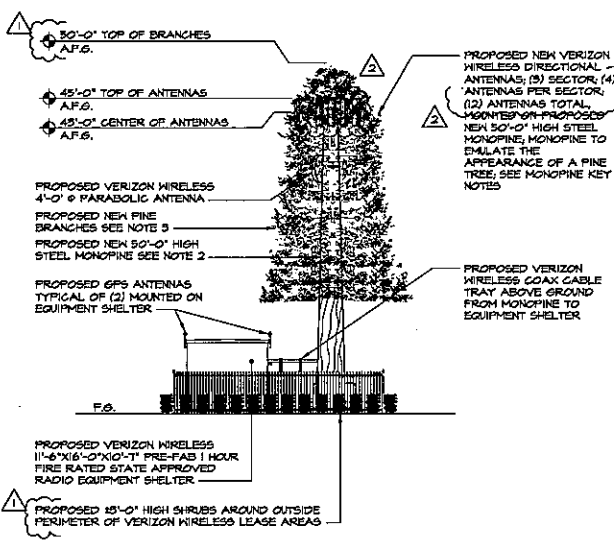 1
50'-0" TOP OF BRANCHES
A.F.G.
2
45'-0" TOP OF ANTENNAS
A.F.G.
43'-0" CENTER OF ANTENNAS
A.F.G.
PROPOSED VERIZON WIRELESS
4'-0" ø PARABOLIC ANTENNA
PROPOSED NEW PINE
BRANCHES SEE NOTE 3
PROPOSED NEW 50'-0" HIGH
STEEL MONOPINE SEE NOTE 2
PROPOSED GPS ANTENNAS
TYPICAL OF (2) MOUNTED ON
EQUIPMENT SHELTER
PROPOSED NEW VERIZON
WIRELESS DIRECTIONAL
ANTENNAS; (3) SECTOR; (4)
ANTENNAS PER SECTOR;
(12) ANTENNAS TOTAL,
MOUNTED ON PROPOSED
NEW 50'-0" HIGH STEEL
MONOPINE; MONOPINE TO
EMULATE THE
APPEARANCE OF A PINE
TREE; SEE MONOPINE KEY
NOTES
2
PROPOSED VERIZON
WIRELESS COAX CABLE
TRAY ABOVE GROUND
FROM MONOPINE TO
EQUIPMENT SHELTER
F.G.
PROPOSED VERIZON WIRELESS
11'-6"X16'-0"X10'-7" PRE-FAB 1 HOUR
FIRE RATED STATE APPROVED
RADIO EQUIPMENT SHELTER
1
PROPOSED HIGH SHRUBS AROUND OUTSIDE
PERIMETER OF VERIZON WIRELESS LEASE AREAS